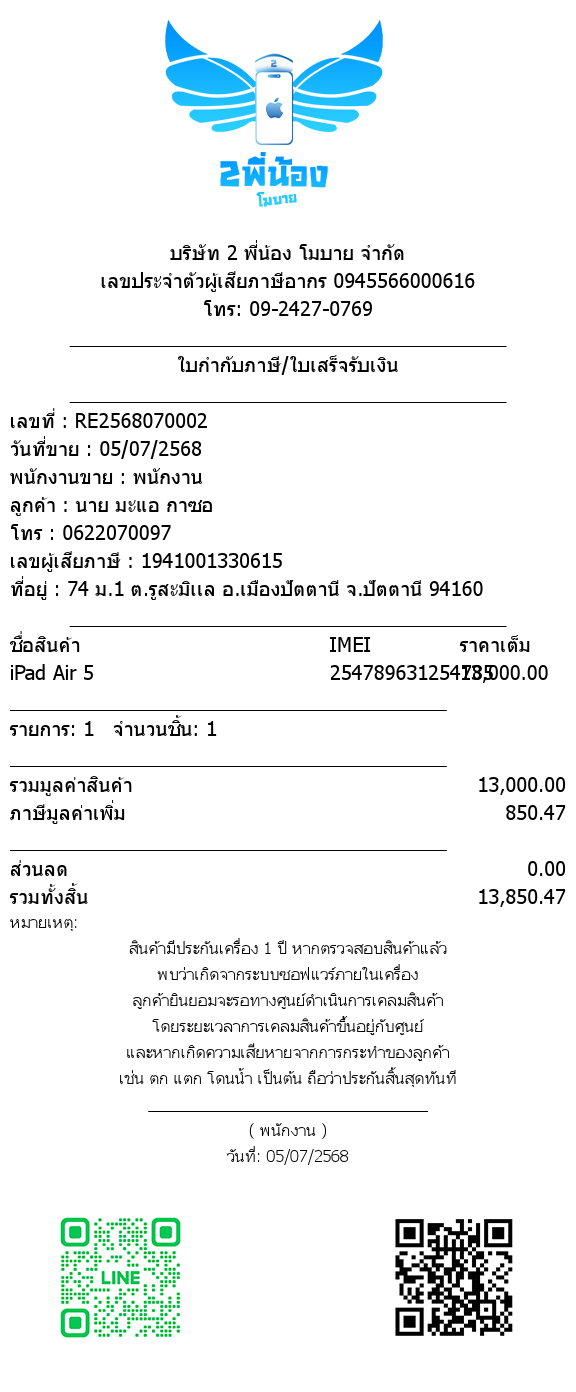 2
2พี่น้อง
โมบาย
บริษัท 2 พี่น้อง โมบาย จำกัด
เลขประจำตัวผู้เสียภาษีอากร 0945566000616
โทร: 09-2427-0769
ใบกำกับภาษี/ใบเสร็จรับเงิน
เลขที่ : RE2568070002
วันที่ขาย : 05/07/2568
พนักงานขาย : พนักงาน
ลูกค้า : นาย มะแอ กาซอ
โทร : 0622070097
เลขผู้เสียภาษี : 1941001330615
ที่อยู่ : 74 ม.1 ต.รูสะมิแล อ.เมืองปัตตานี จ.ปัตตานี 94160
ชื่อสินค้า IMEI ราคาเต็ม
iPad Air 5 13,000.00
รายการ: 1 จำนวนชิ้น: 1
รวมมูลค่าสินค้า 13,000.00
ภาษีมูลค่าเพิ่ม 850.47
ส่วนลด 0.00
รวมทั้งสิ้น 13,850.47
หมายเหตุ:
สินค้ามีประกันเครื่อง 1 ปี หากตรวจสอบสินค้าแล้ว
พบว่าเกิดจากระบบซอฟแวร์ภายในเครื่อง
ลูกค้ายินยอมจะรอทางศูนย์ดำเนินการเคลมสินค้า
โดยระยะเวลาการเคลมสินค้าขึ้นอยู่กับศูนย์
และหากเกิดความเสียหายจากการกระทำของลูกค้า
เช่น ตก แตก โดนน้ำ เป็นต้น ถือว่าประกันสิ้นสุดทันที
( พนักงาน )
วันที่: 05/07/2568
LINE